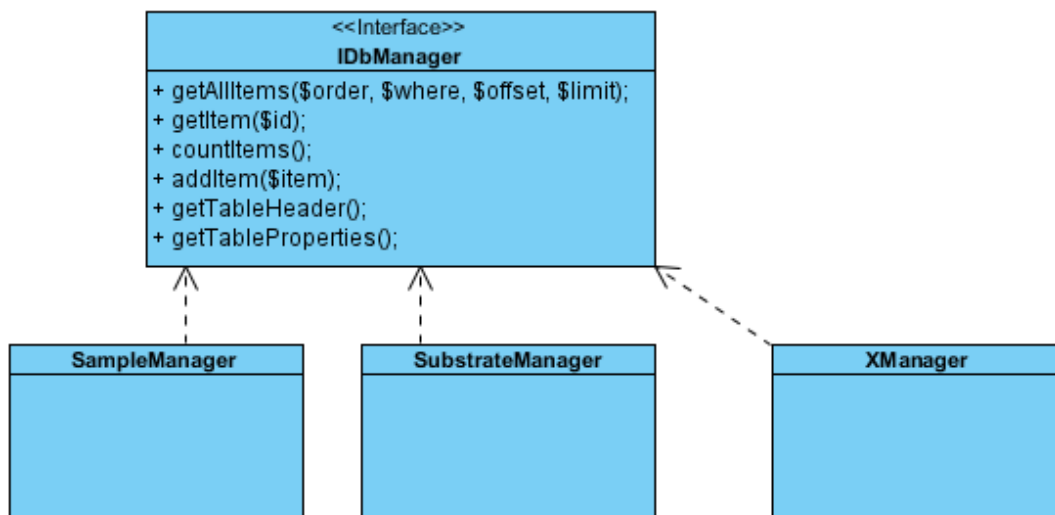 <<Interface>>
IDbManager
+ getAllItems($order, $where, $offset, $limit);
+ getItem($id);
+ countItems();
+ addItem($item);
+ getTableHeader();
+ getTableProperties();
SampleManager
SubstrateManager
XManager